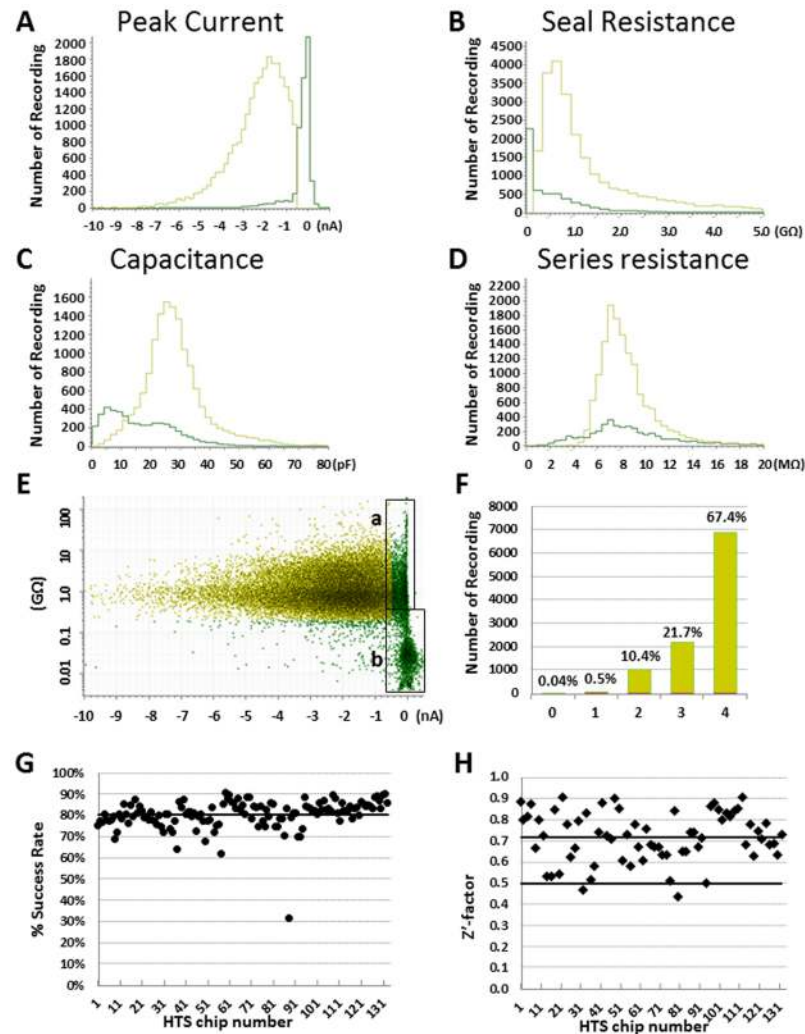 A Peak Current
Number of Recording
2000
1800
1600
1400
1200
1000
800
600
400
200
0
-10 -9 -8 -7 -6 -5 -4 -3 -2 -1 0 (nA)
B Seal Resistance
Number of Recording
4500
4000
3500
3000
2500
2000
1500
1000
500
0
0 1.0 2.0 3.0 4.0 5.0 (GΩ)
C Capacitance
Number of Recording
1600
1400
1200
1000
800
600
400
200
0
0 10 20 30 40 50 60 70 80 (pF)
D Series resistance
Number of Recording
2200
2000
1800
1600
1400
1200
1000
800
600
400
200
0
0 2 4 6 8 10 12 14 16 18 20 (MΩ)
E
(GΩ)
100
10
1.0
0.1
0.01
a
b
-10 -9 -8 -7 -6 -5 -4 -3 -2 -1 0 (nA)
F
Number of Recording
8000
7000
6000
5000
4000
3000
2000
1000
0
0.04% 0.5% 10.4% 21.7% 67.4%
0 1 2 3 4
G
% Success Rate
100%
90%
80%
70%
60%
50%
40%
30%
20%
10%
0%
1 11 21 31 41 51 61 71 81 91 101 111 121 131
HTS chip number
H
Z'-factor
1.0
0.9
0.8
0.7
0.6
0.5
0.4
0.3
0.2
0.1
0.0
1 11 21 31 41 51 61 71 81 91 101 111 121 131
HTS chip number